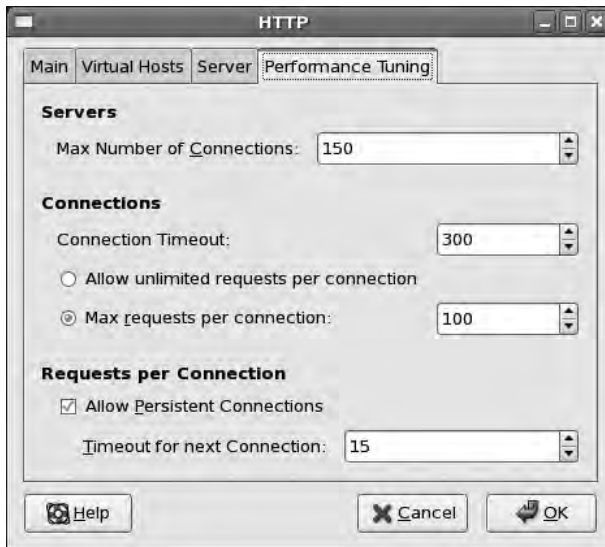 HTTP
Main Virtual Hosts Server Performance Tuning
Servers
Max Number of Connections: 150
Connections
Connection Timeout: 300
Allow unlimited requests per connection
Max requests per connection: 100
Requests per Connection
Allow Persistent Connections
Timeout for next Connection: 15
Help Cancel OK